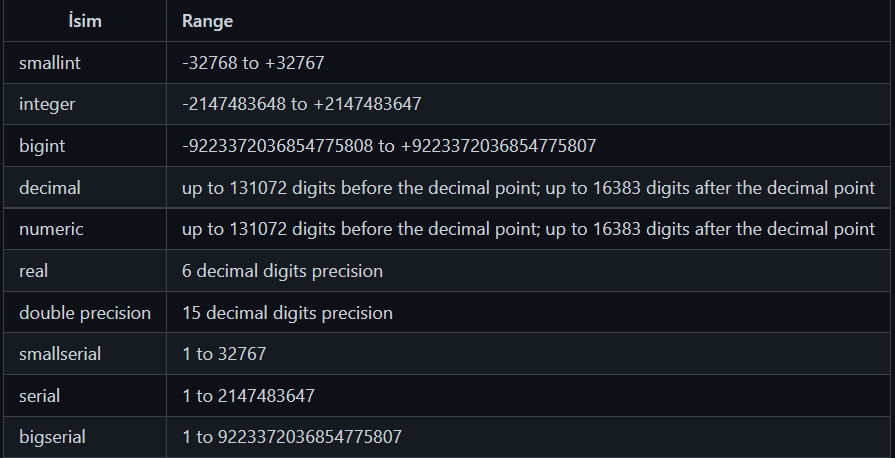 İsim Range
smallint -32768 to +32767
integer -2147483648 to +2147483647
bigint -9223372036854775808 to +9223372036854775807
decimal up to 131072 digits before the decimal point; up to 16383 digits after the decimal point
numeric up to 131072 digits before the decimal point; up to 16383 digits after the decimal point
real 6 decimal digits precision
double precision 15 decimal digits precision
smallserial 1 to 32767
serial 1 to 2147483647
bigserial 1 to 9223372036854775807